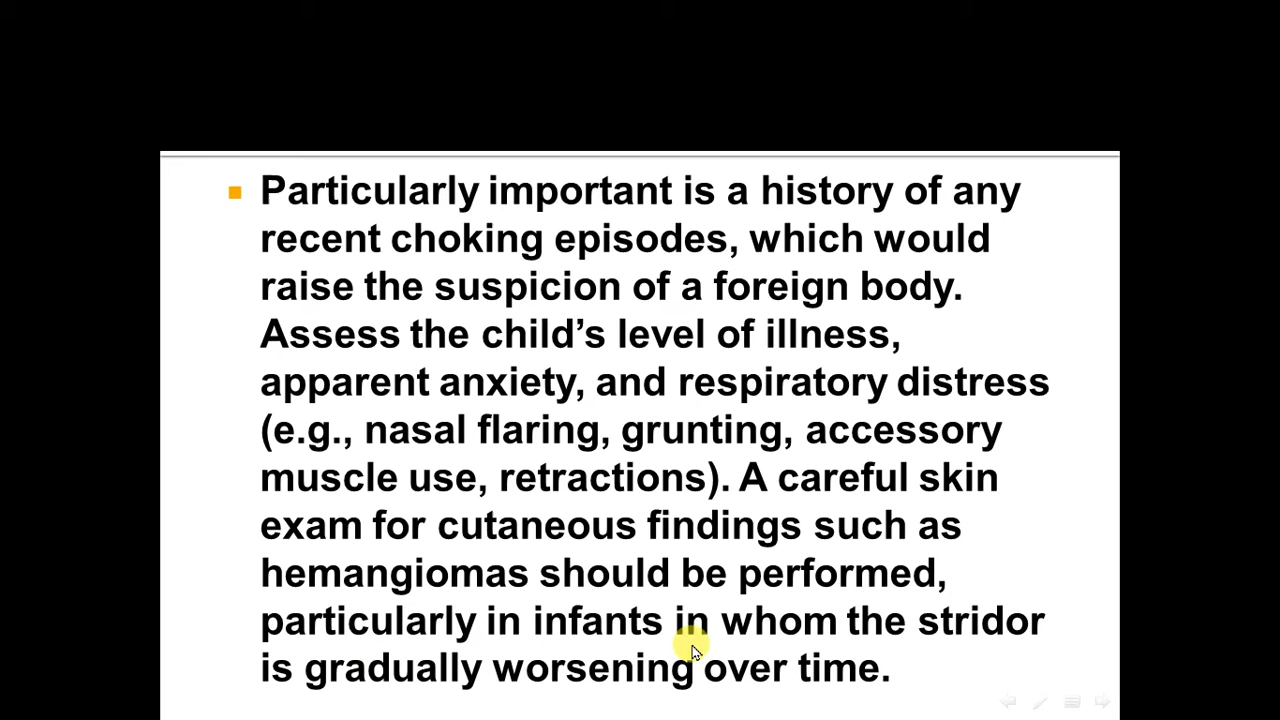 Particularly important is a history of any
recent choking episodes, which would
raise the suspicion of a foreign body.
Assess the child’s level of illness,
apparent anxiety, and respiratory distress
(e.g., nasal flaring, grunting, accessory
muscle use, retractions). A careful skin
exam for cutaneous findings such as
hemangiomas should be performed,
particularly in infants in whom the stridor
is gradually worsening over time.